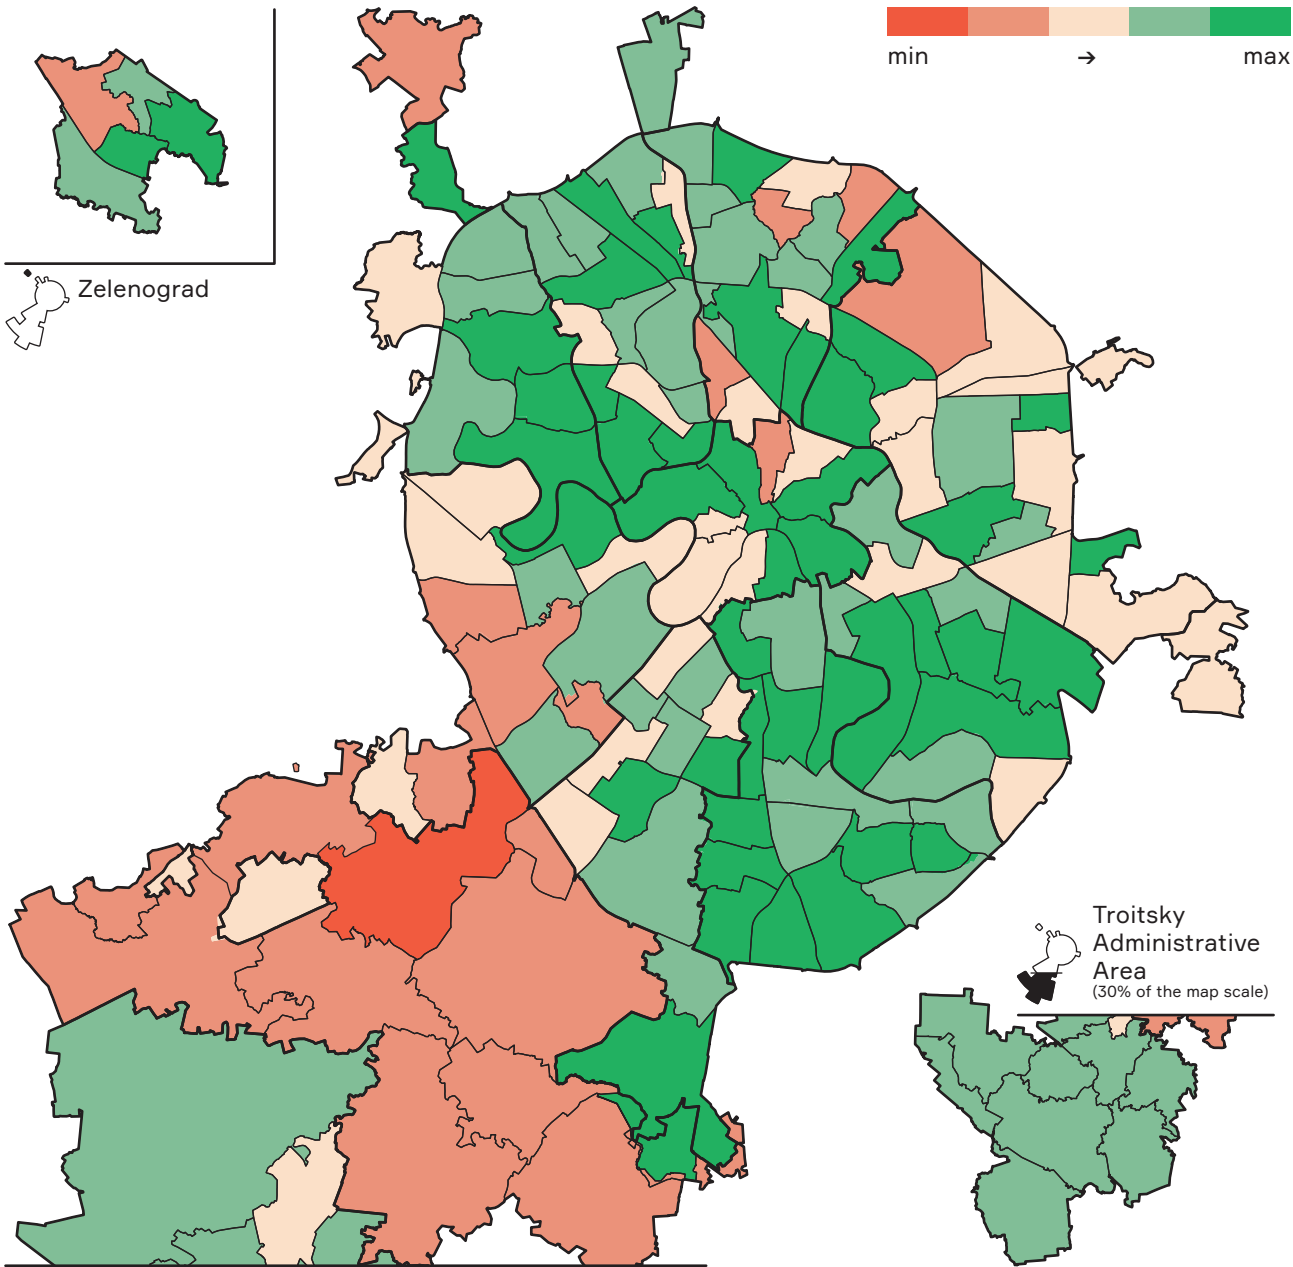 min → max
Zelenograd
Troitsky
Administrative
Area
(30% of the map scale)